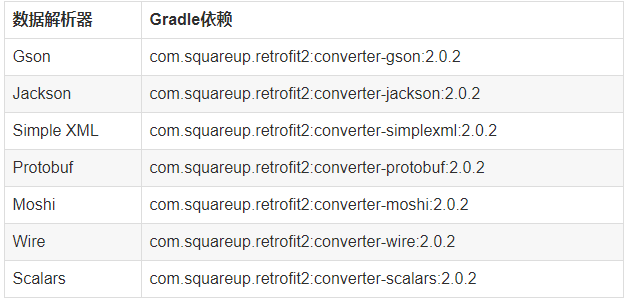 数据解析器 Gradle依赖
Gson com.squareup.retrofit2:converter-gson:2.0.2
Jackson com.squareup.retrofit2:converter-jackson:2.0.2
Simple XML com.squareup.retrofit2:converter-simplexml:2.0.2
Protobuf com.squareup.retrofit2:converter-protobuf:2.0.2
Moshi com.squareup.retrofit2:converter-moshi:2.0.2
Wire com.squareup.retrofit2:converter-wire:2.0.2
Scalars com.squareup.retrofit2:converter-scalars:2.0.2